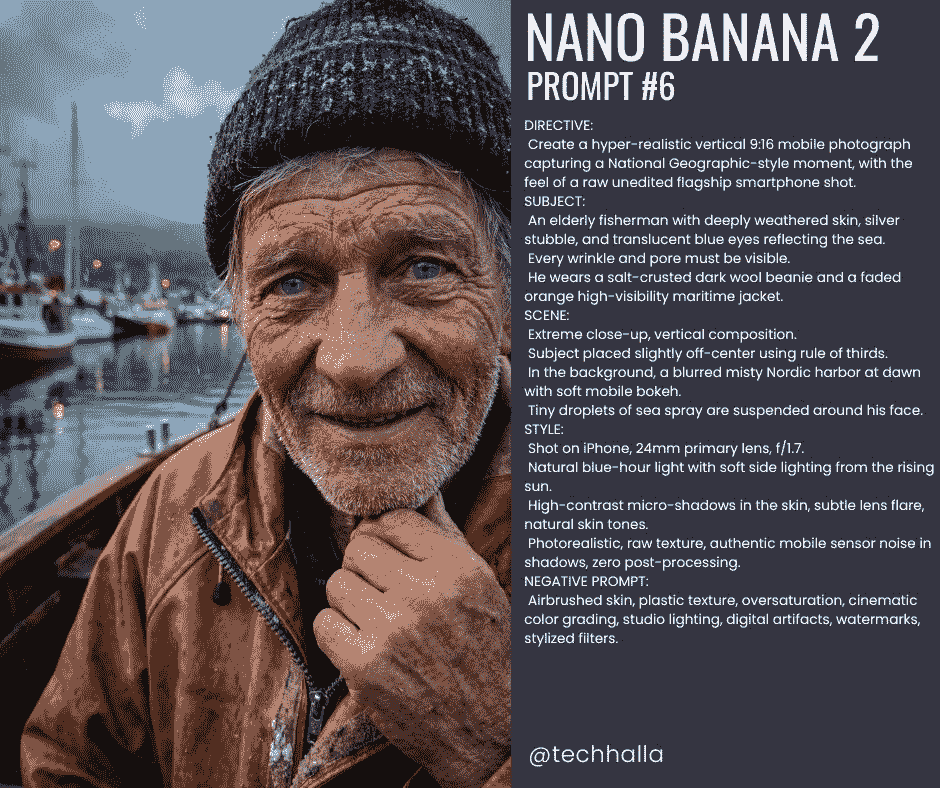 NANO BANANA 2
PROMPT #6
DIRECTIVE:
Create a hyper-realistic vertical 9:16 mobile photograph
capturing a National Geographic-style moment, with the
feel of a raw unedited flagship smartphone shot.
SUBJECT:
An elderly fisherman with deeply weathered skin, silver
stubble, and translucent blue eyes reflecting the sea.
Every wrinkle and pore must be visible.
He wears a salt-crusted dark wool beanie and a faded
orange high-visibility maritime jacket.
SCENE:
Extreme close-up, vertical composition.
Subject placed slightly off-center using rule of thirds.
In the background, a blurred misty Nordic harbor at dawn
with soft mobile bokeh.
Tiny droplets of sea spray are suspended around his face.
STYLE:
Shot on iPhone, 24mm primary lens, f/1.7.
Natural blue-hour light with soft side lighting from the rising
sun.
High-contrast micro-shadows in the skin, subtle lens flare,
natural skin tones.
Photorealistic, raw texture, authentic mobile sensor noise in
shadows, zero post-processing.
NEGATIVE PROMPT:
Airbrushed skin, plastic texture, oversaturation, cinematic
color grading, studio lighting, digital artifacts, watermarks,
stylized filters.
@techhalla